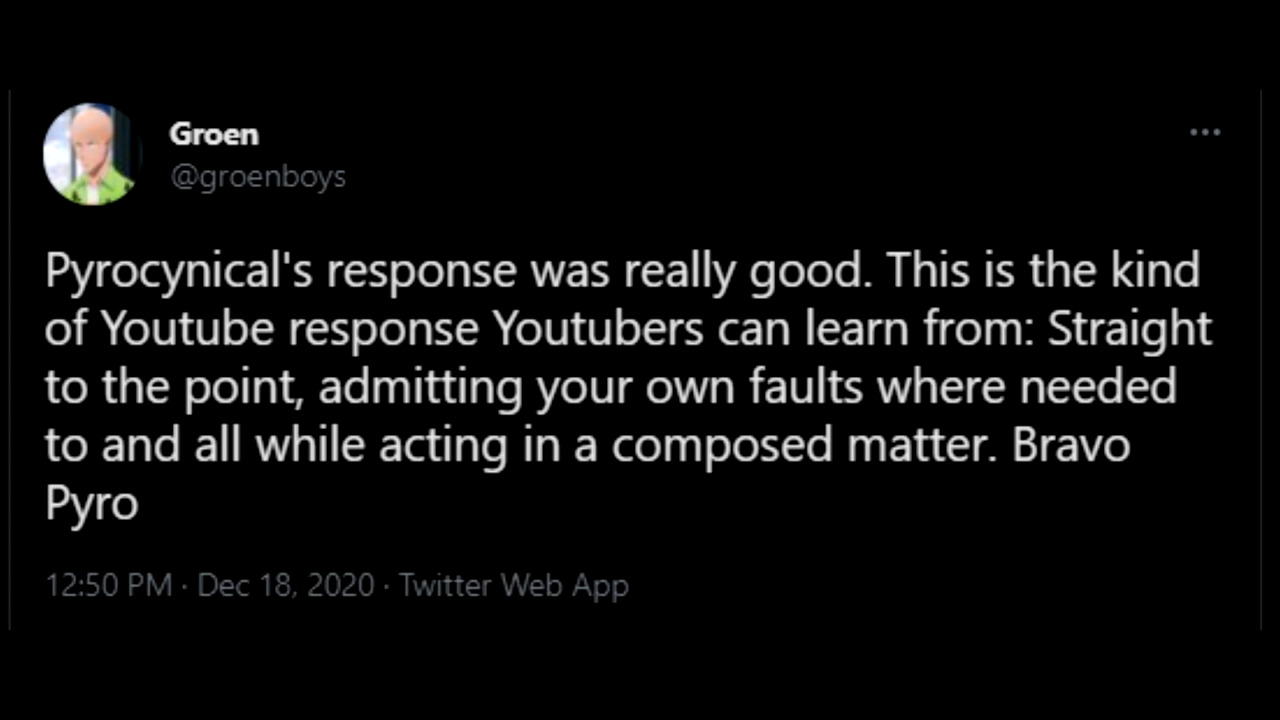 Groen
@groenboys
Pyrocynical's response was really good. This is the kind
of Youtube response Youtubers can learn from: Straight
to the point, admitting your own faults where needed
to and all while acting in a composed matter. Bravo
Pyro
12:50 PM · Dec 18, 2020 · Twitter Web App